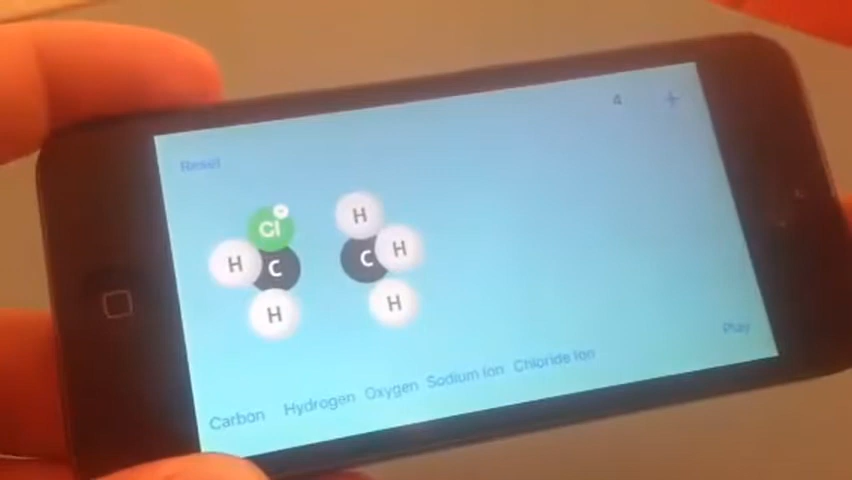 4 +
Reset
Cl -
H
H C
H
H
C
H
H
Play
Carbon Hydrogen Oxygen Sodium Ion Chloride Ion